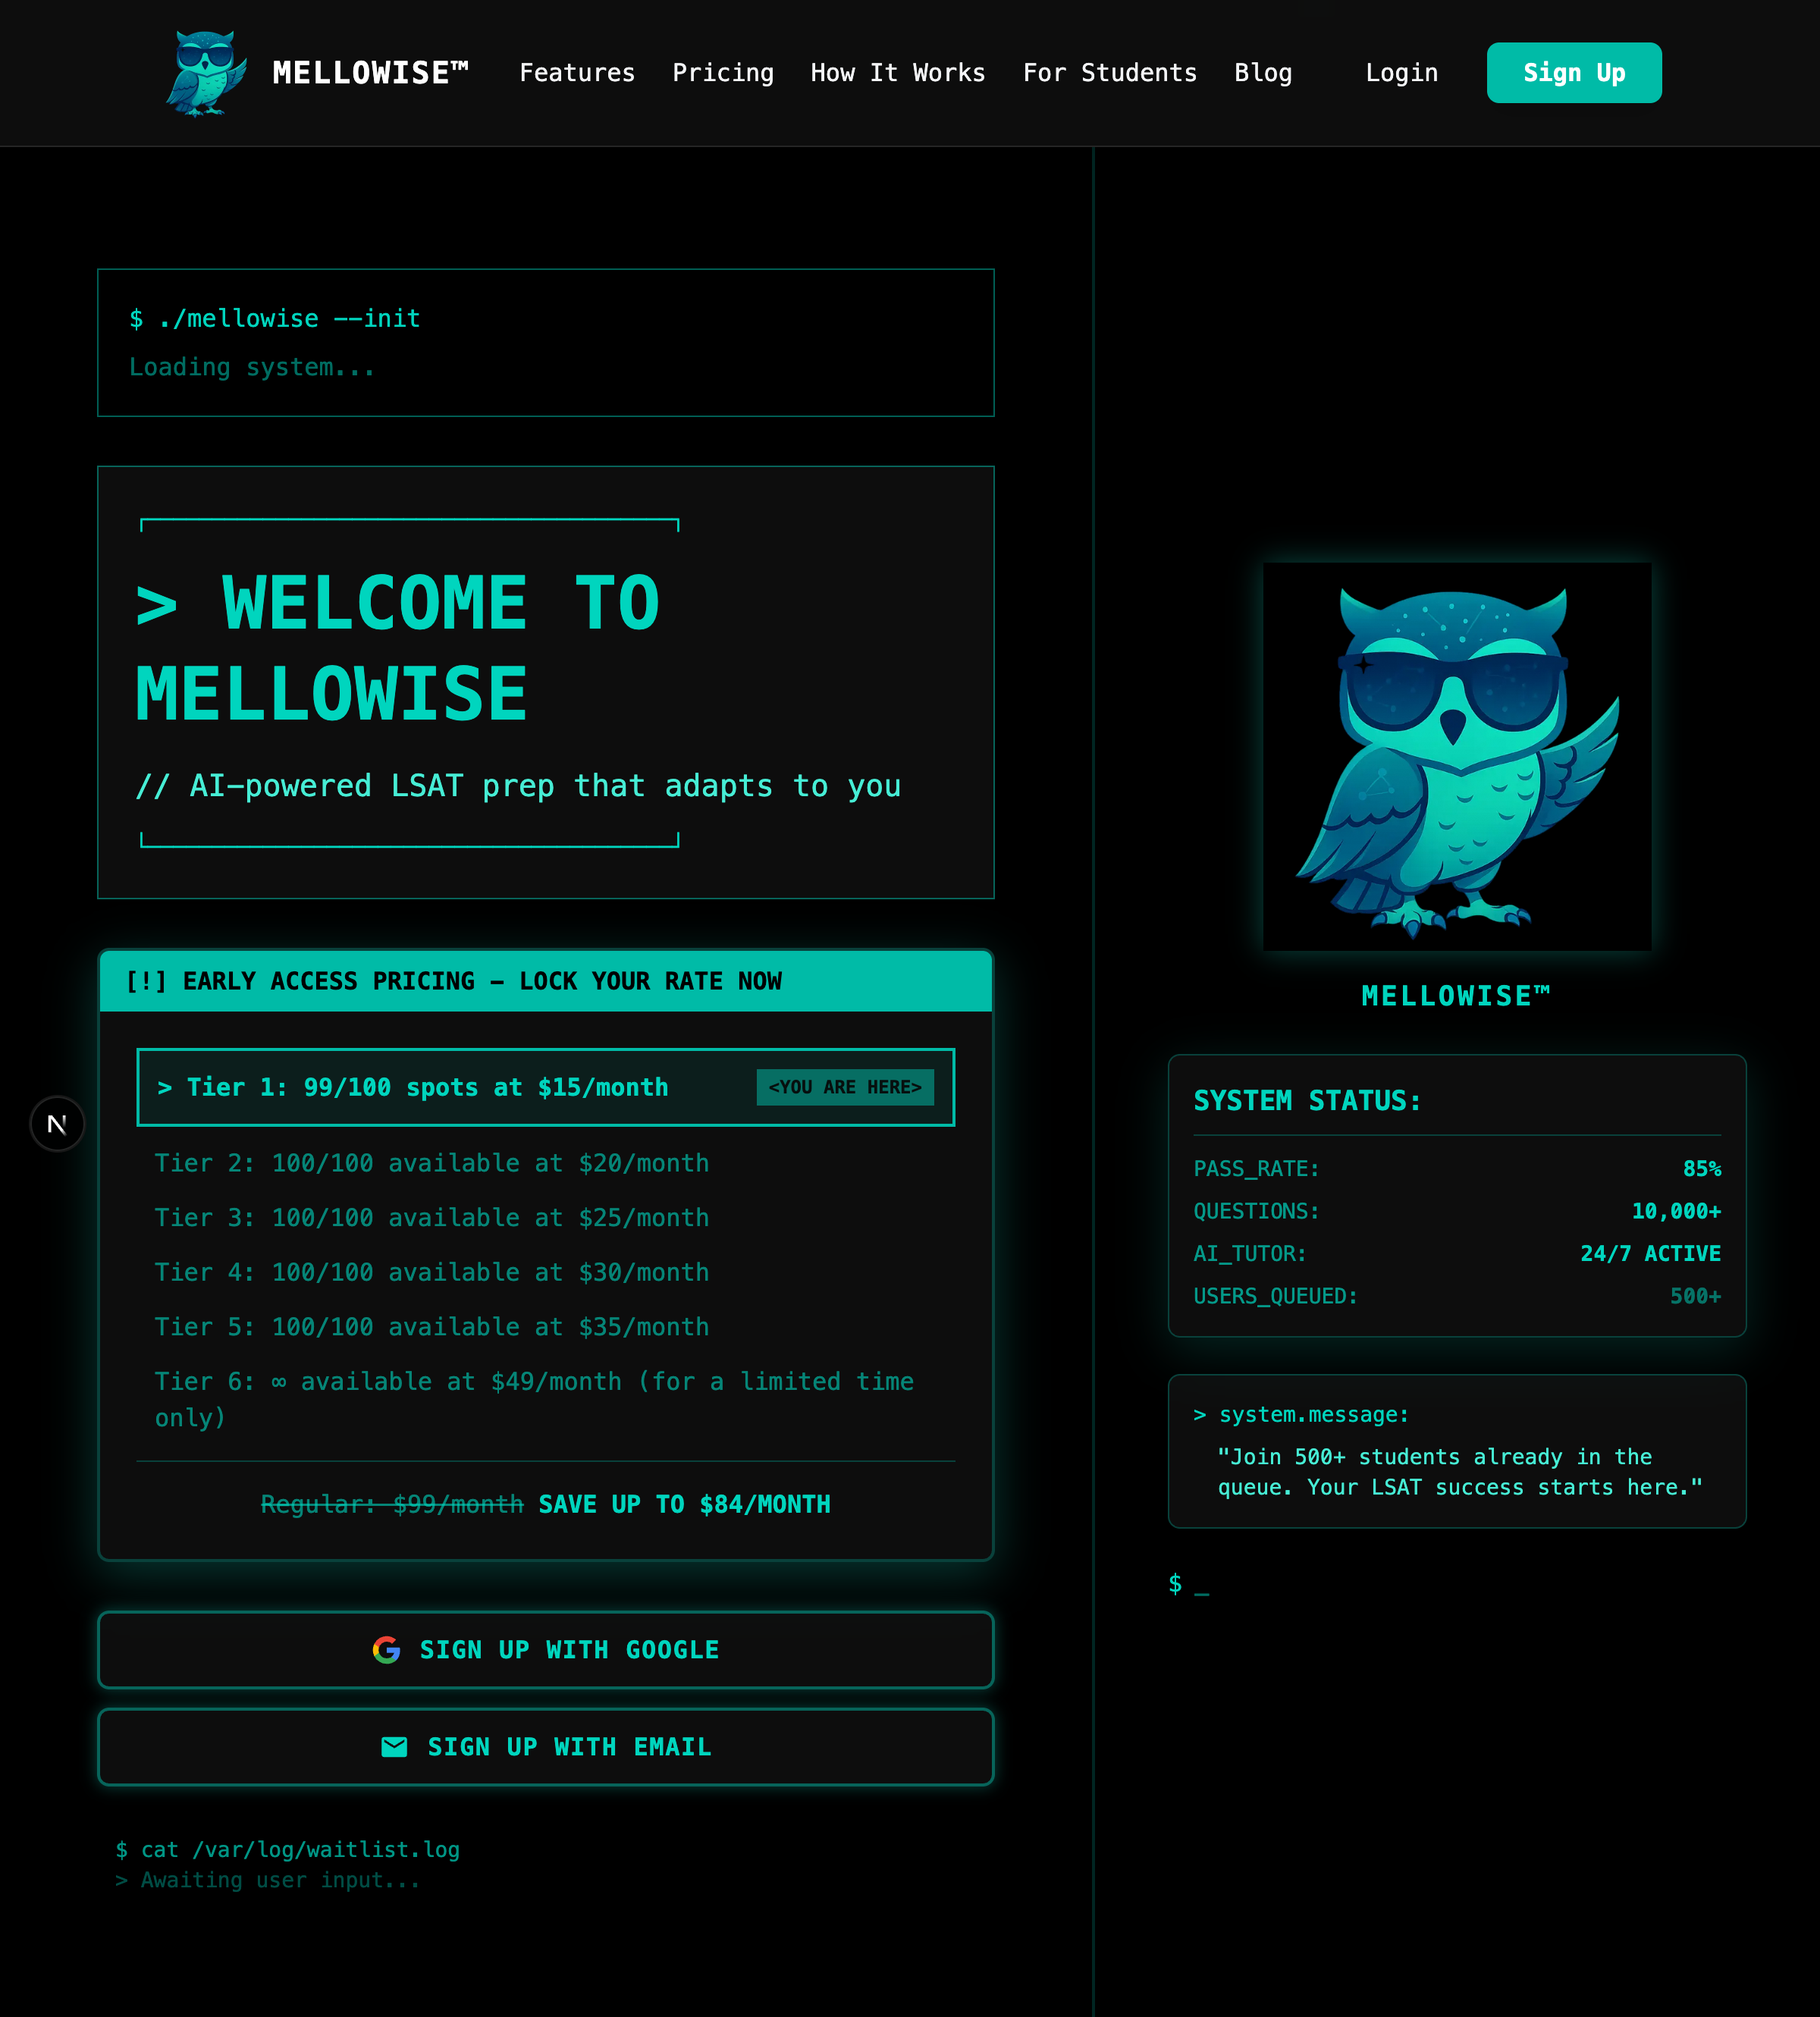 MELLOWISE™
Features
Pricing
How It Works
For Students
Blog
Login
Sign Up
$ ./mellowise --init
Loading system...
> WELCOME TO
MELLOWISE
// AI-powered LSAT prep that adapts to you
[!] EARLY ACCESS PRICING - LOCK YOUR RATE NOW
> Tier 1: 99/100 spots at $15/month
<YOU ARE HERE>
Tier 2: 100/100 available at $20/month
Tier 3: 100/100 available at $25/month
Tier 4: 100/100 available at $30/month
Tier 5: 100/100 available at $35/month
Tier 6: ∞ available at $49/month (for a limited time
only)
Regular: $99/month SAVE UP TO $84/MONTH
SIGN UP WITH GOOGLE
SIGN UP WITH EMAIL
$ cat /var/log/waitlist.log
> Awaiting user input...
MELLOWISE™
SYSTEM STATUS:
PASS_RATE: 85%
QUESTIONS: 10,000+
AI_TUTOR: 24/7 ACTIVE
USERS_QUEUED: 500+
> system.message:
"Join 500+ students already in the
queue. Your LSAT success starts here."
$ _
N